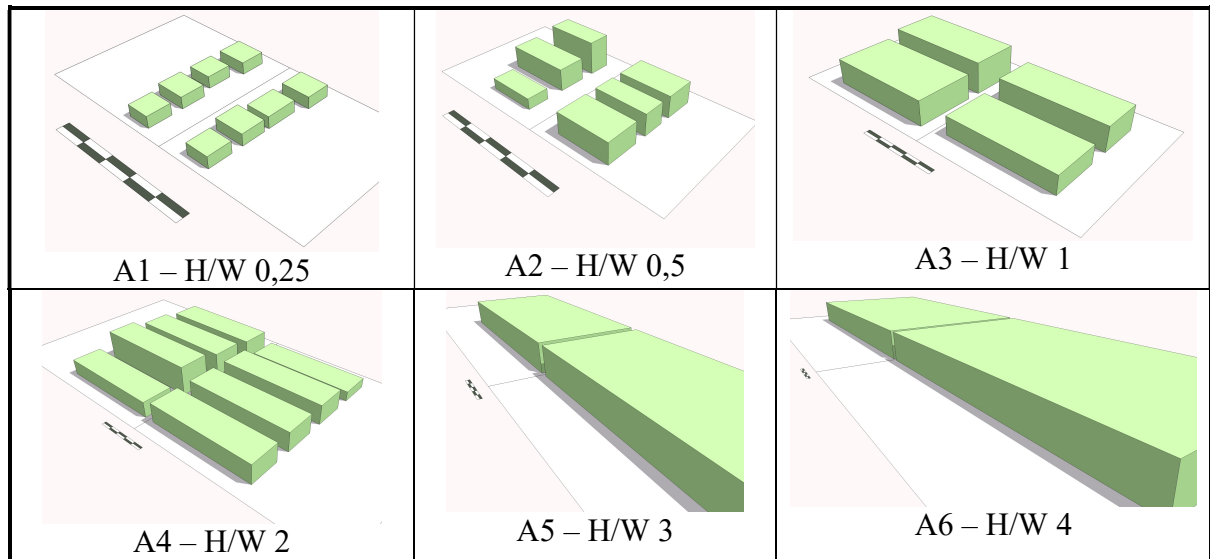 A1 – H/W 0,25
A2 – H/W 0,5
A3 – H/W 1
A4 – H/W 2
A5 – H/W 3
A6 – H/W 4